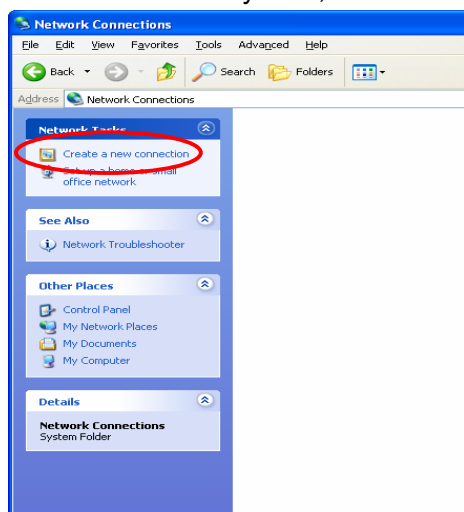 Network Connections
File Edit View Favorites Tools Advanced Help
Back Search Folders
Address Network Connections
Network Tasks
Create a new connection
Set up a home or small
office network
See Also
Network Troubleshooter
Other Places
Control Panel
My Network Places
My Documents
My Computer
Details
Network Connections
System Folder